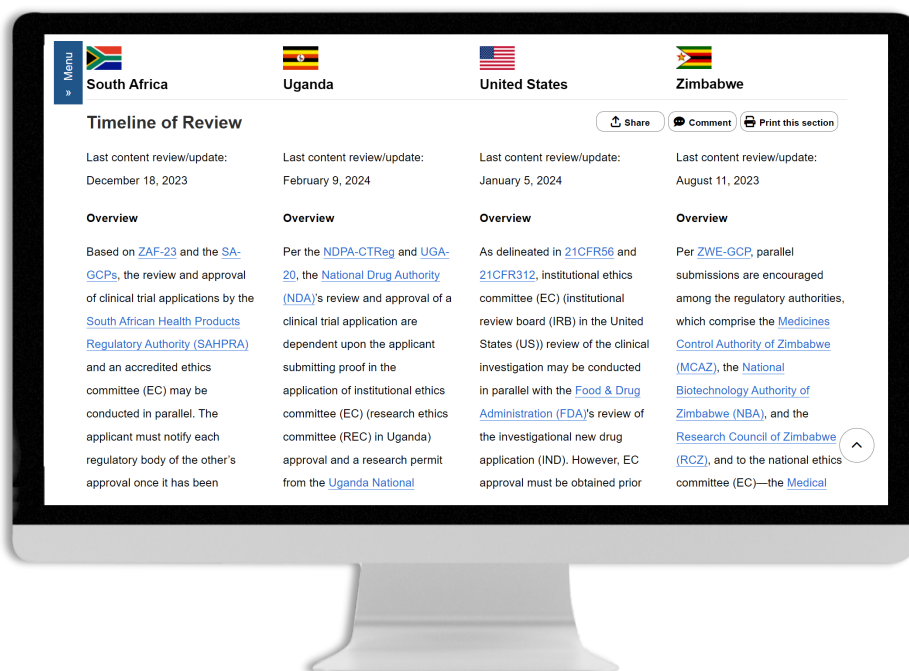 Menu
»
South Africa
Uganda
United States
Zimbabwe
Timeline of Review
Share
Comment
Print this section
Last content review/update:
December 18, 2023
Overview
Based on ZAF-23 and the SA-
GCPs, the review and approval
of clinical trial applications by the
South African Health Products
Regulatory Authority (SAHPRA)
and an accredited ethics
committee (EC) may be
conducted in parallel. The
applicant must notify each
regulatory body of the other's
approval once it has been
Last content review/update:
February 9, 2024
Overview
Per the NDPA-CTReg and UGA-
20, the National Drug Authority
(NDA)'s review and approval of a
clinical trial application are
dependent upon the applicant
submitting proof in the
application of institutional ethics
committee (EC) (research ethics
committee (REC) in Uganda)
approval and a research permit
from the Uganda National
Last content review/update:
January 5, 2024
Overview
As delineated in 21CFR56 and
21CFR312, institutional ethics
committee (EC) (institutional
review board (IRB) in the United
States (US)) review of the clinical
investigation may be conducted
in parallel with the Food & Drug
Administration (FDA)'s review of
the investigational new drug
application (IND). However, EC
approval must be obtained prior
Last content review/update:
August 11, 2023
Overview
Per ZWE-GCP, parallel
submissions are encouraged
among the regulatory authorities,
which comprise the Medicines
Control Authority of Zimbabwe
(MCAZ), the National
Biotechnology Authority of
Zimbabwe (NBA), and the
Research Council of Zimbabwe
(RCZ), and to the national ethics
committee (EC)—the Medical